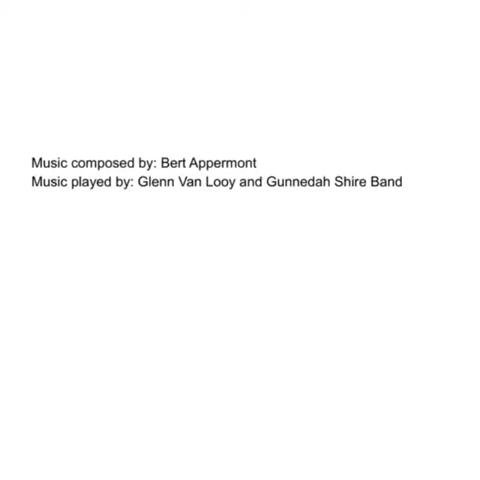 Music composed by: Bert Appermont
Music played by: Glenn Van Looy and Gunnedah Shire Band